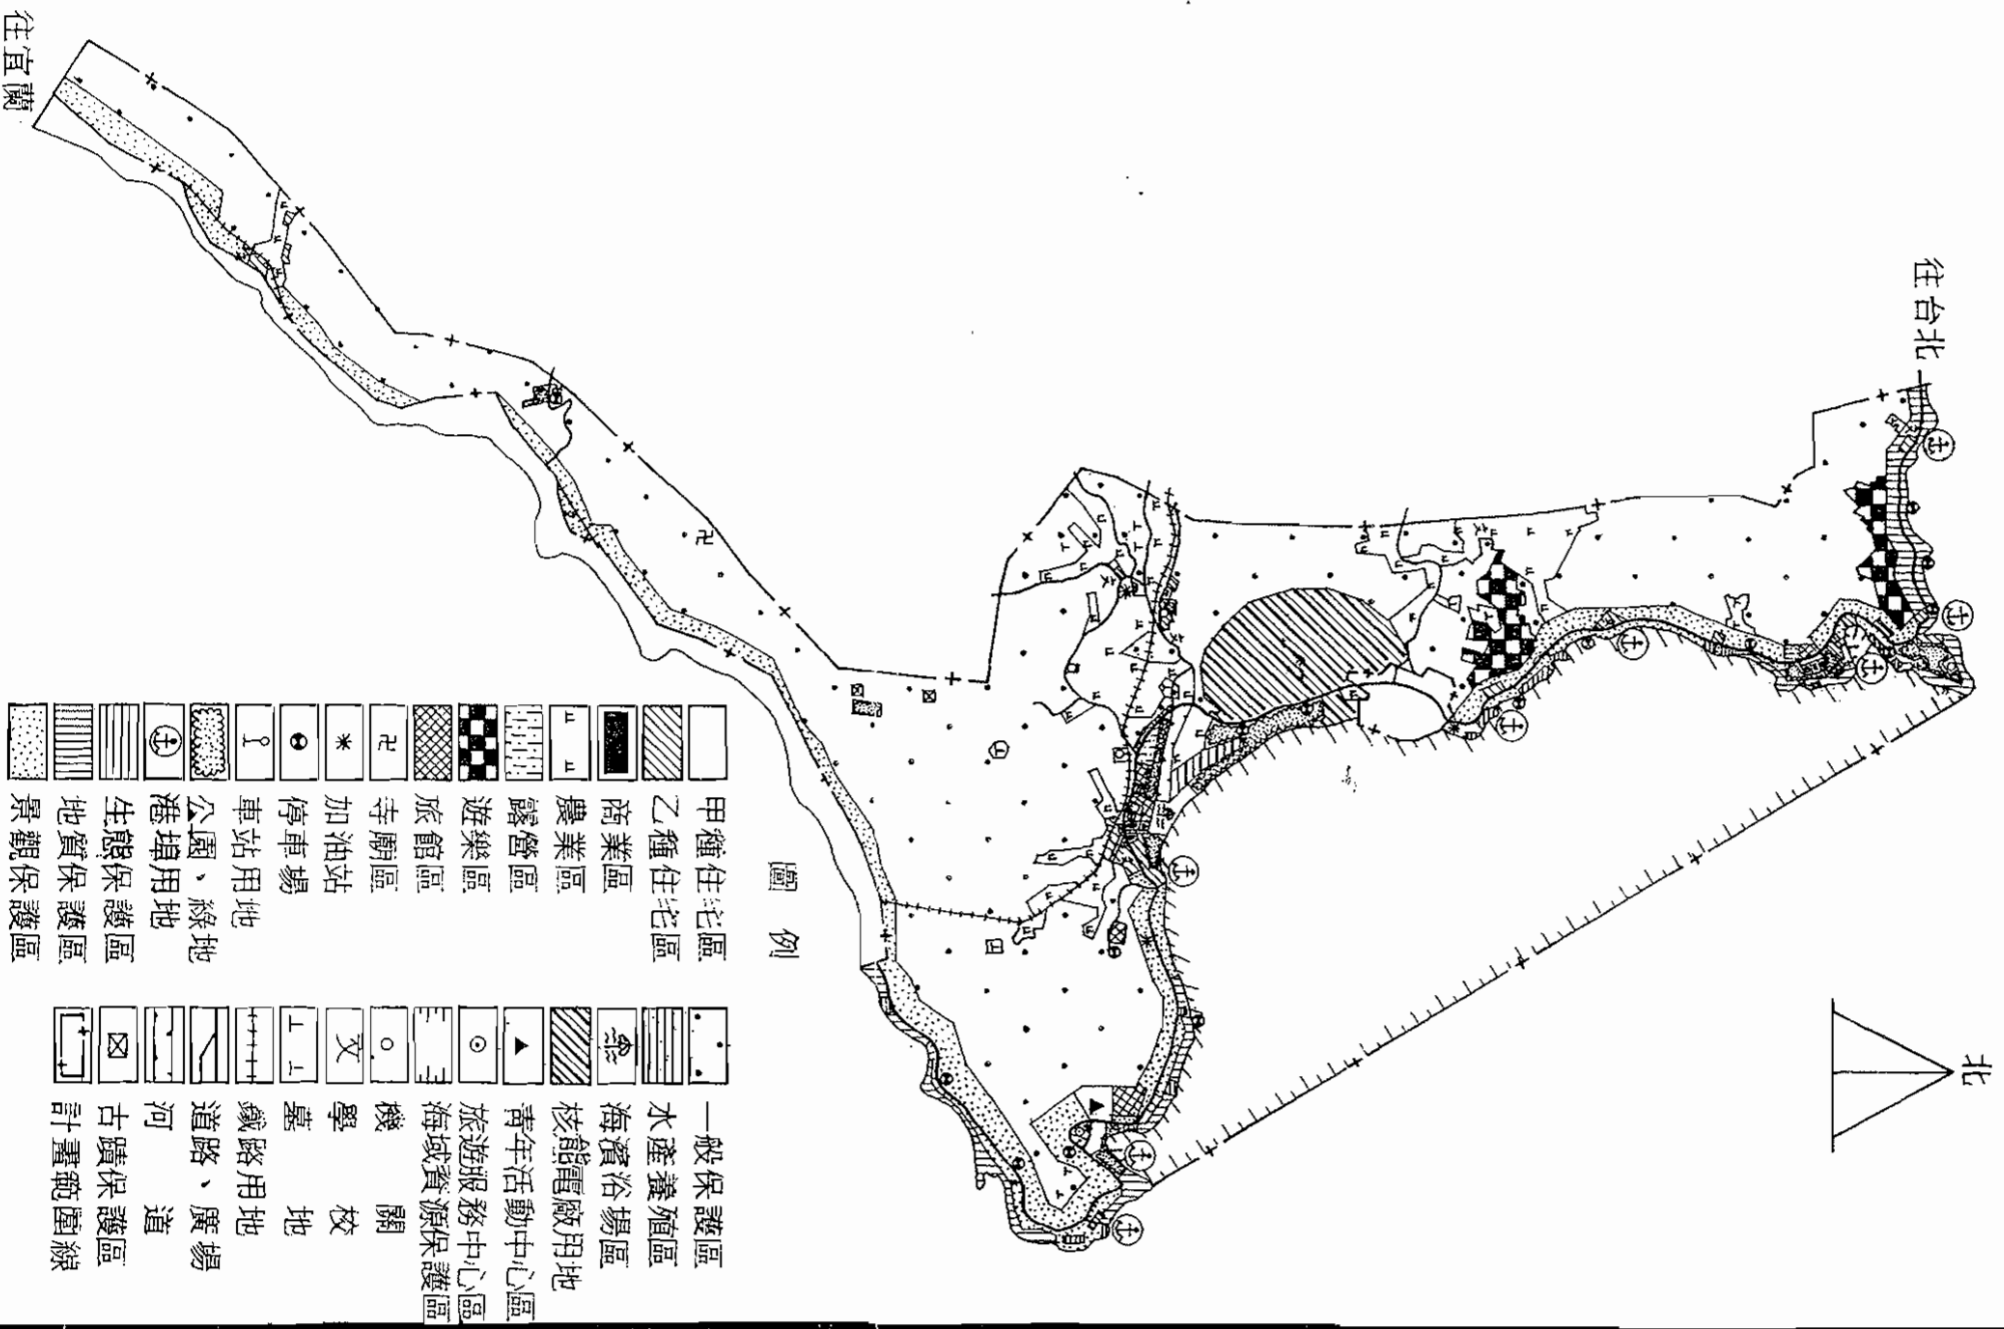 往宜蘭
往台北
北
圖例
甲種住宅區
乙種住宅區
商業區
農業區
露營區
遊樂區
旅館區
寺廟區
加油站
停車場
車站用地
公園、綠地
港埠用地
生態保護區
地質保護區
景觀保護區
一般保護區
水產養殖區
海濱浴場區
核能電廠用地
青年活動中心區
旅遊服務中心區
海域資源保護區
機關
學校
墓地
鐵路用地
道路、廣場
河道
古蹟保護區
計畫範圍線